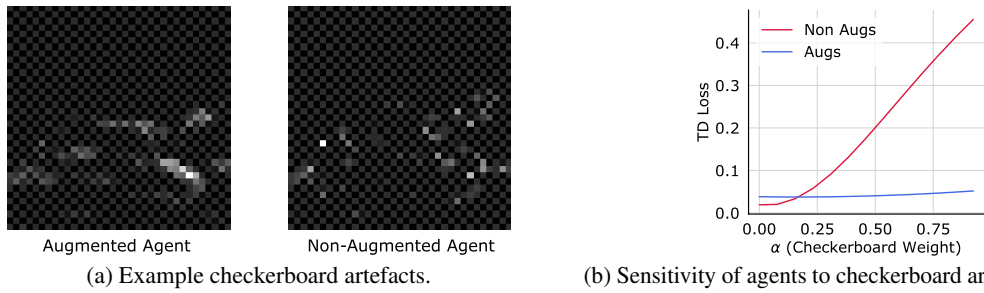 Augmented Agent
Non-Augmented Agent
(a) Example checkerboard artefacts.
Non Augs
Augs
TD Loss
0.4
0.3
0.2
0.1
0.0
0.00 0.25 0.50 0.75
α (Checkerboard Weight)
(b) Sensitivity of agents to checkerboard ar